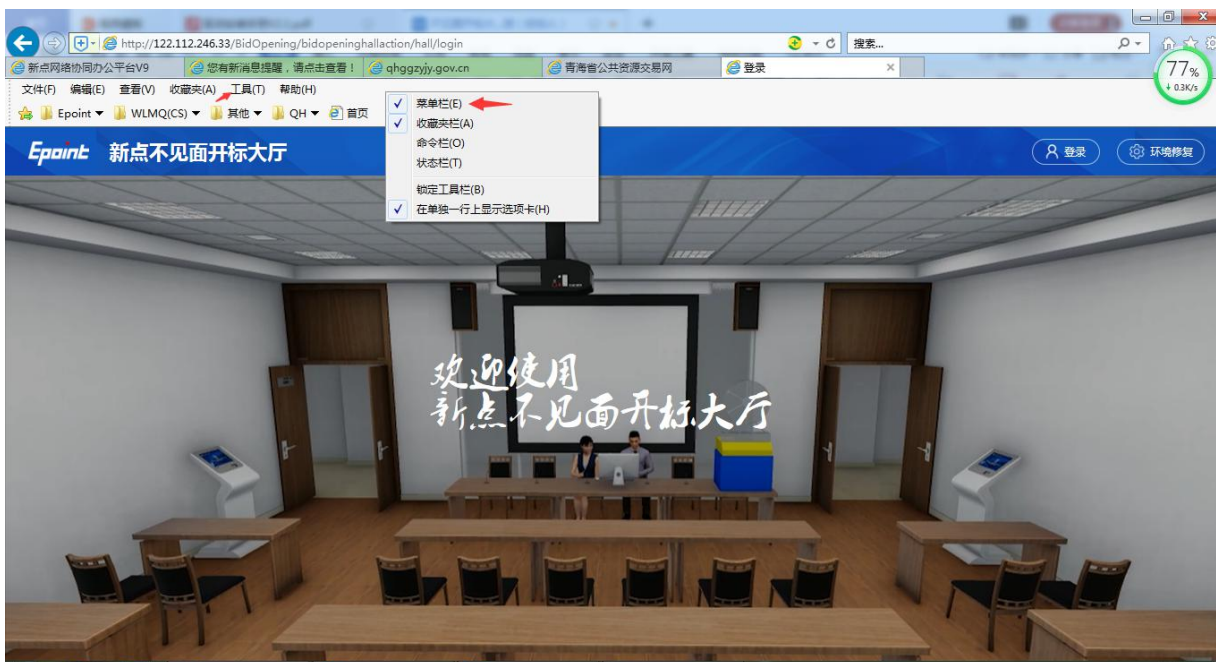 http://122.112.246.33/BidOpening/bidopeninghallaction/hall/login
搜索...
新点网络协同办公平台V9
您有新消息提醒，请点击查看！
qhggzyjy.gov.cn
青海省公共资源交易网
登录
77%
0.3K/s
文件(F) 编辑(E) 查看(V) 收藏夹(A) 工具(T) 帮助(H)
Epoint WLMQ(CS) 其他 QH 首页
菜单栏(E)
收藏夹栏(A)
命令栏(O)
状态栏(T)
锁定工具栏(B)
在单独一行上显示选项卡(H)
Epoint 新点不见面开标大厅
登录
环境修复
欢迎使用
新点不见面开标大厅